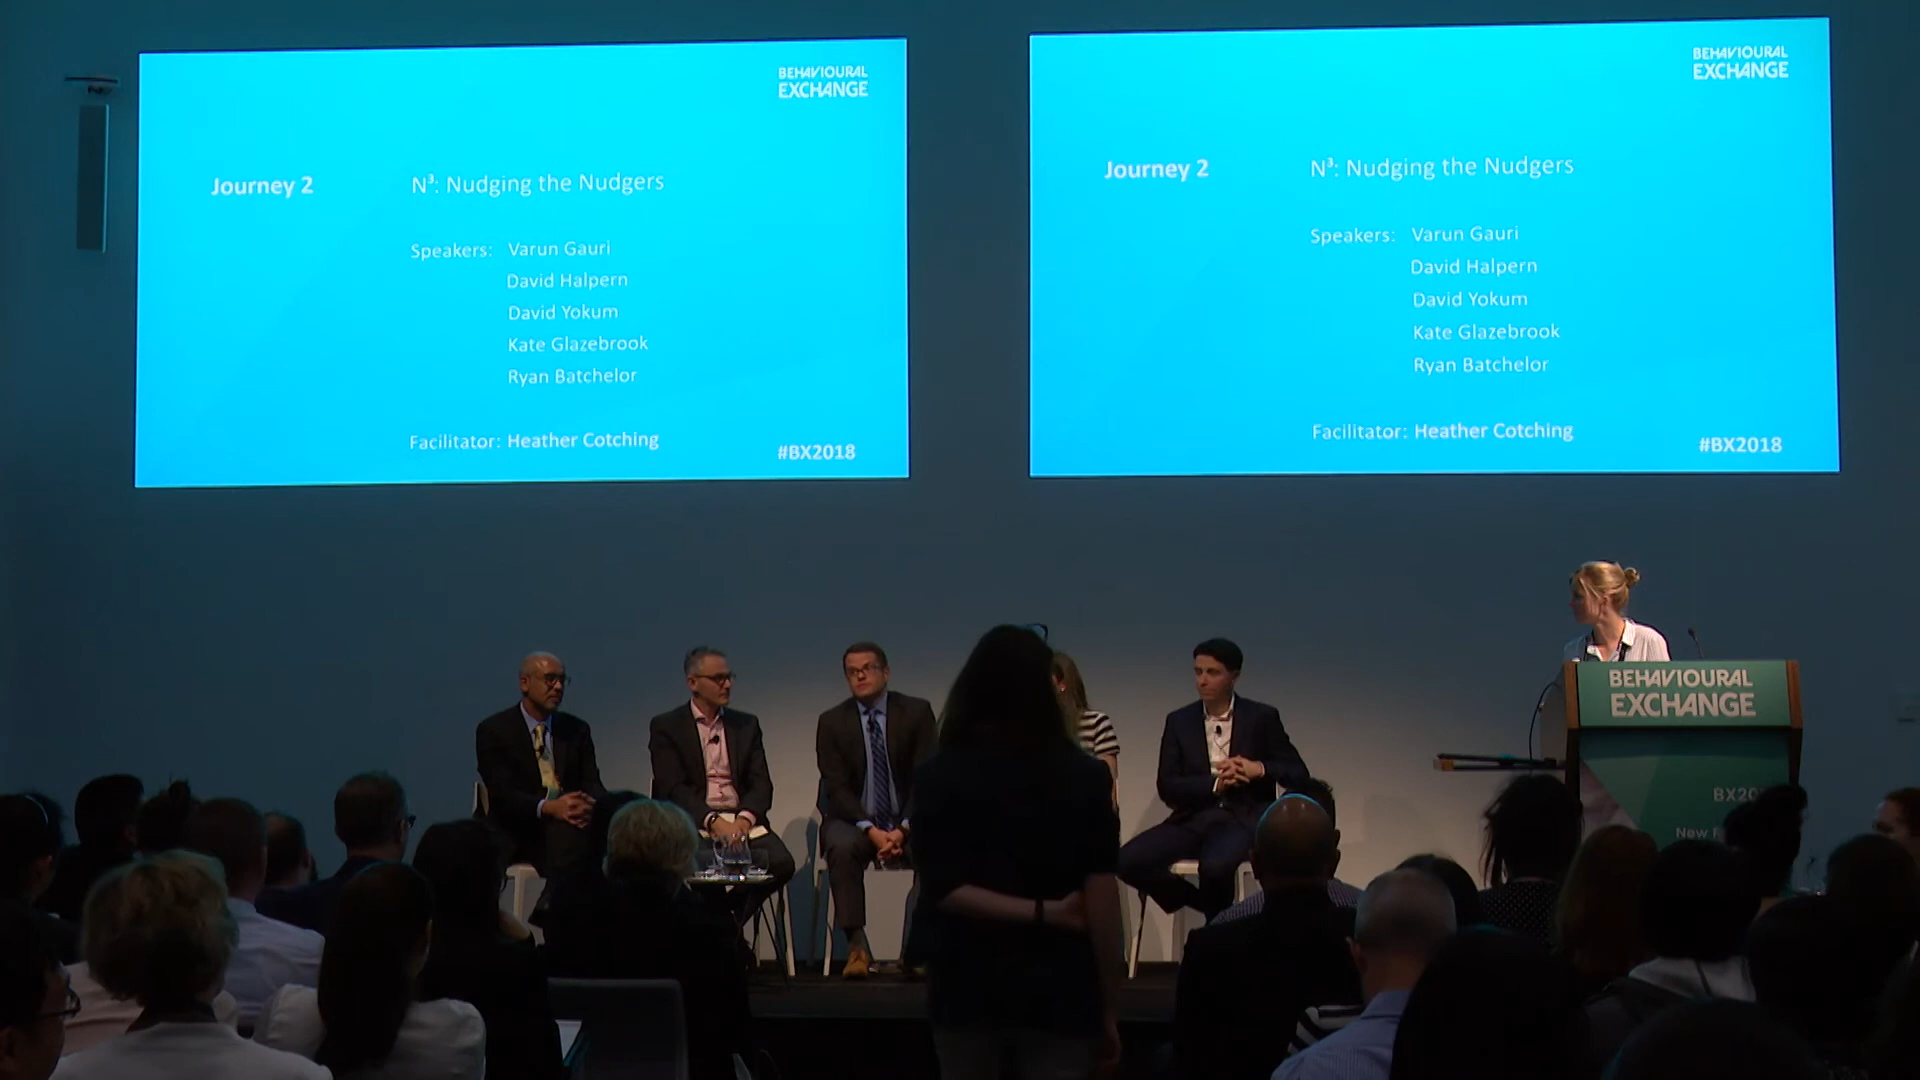 BEHAVIOURAL
EXCHANGE
Journey 2
N³: Nudging the Nudgers
Speakers: Varun Gauri
David Halpern
David Yokum
Kate Glazebrook
Ryan Batchelor
Facilitator: Heather Cotching
#BX2018
BEHAVIOURAL
EXCHANGE
Journey 2
N³: Nudging the Nudgers
Speakers: Varun Gauri
David Halpern
David Yokum
Kate Glazebrook
Ryan Batchelor
Facilitator: Heather Cotching
#BX2018
BEHAVIOURAL
EXCHANGE
BX20
New